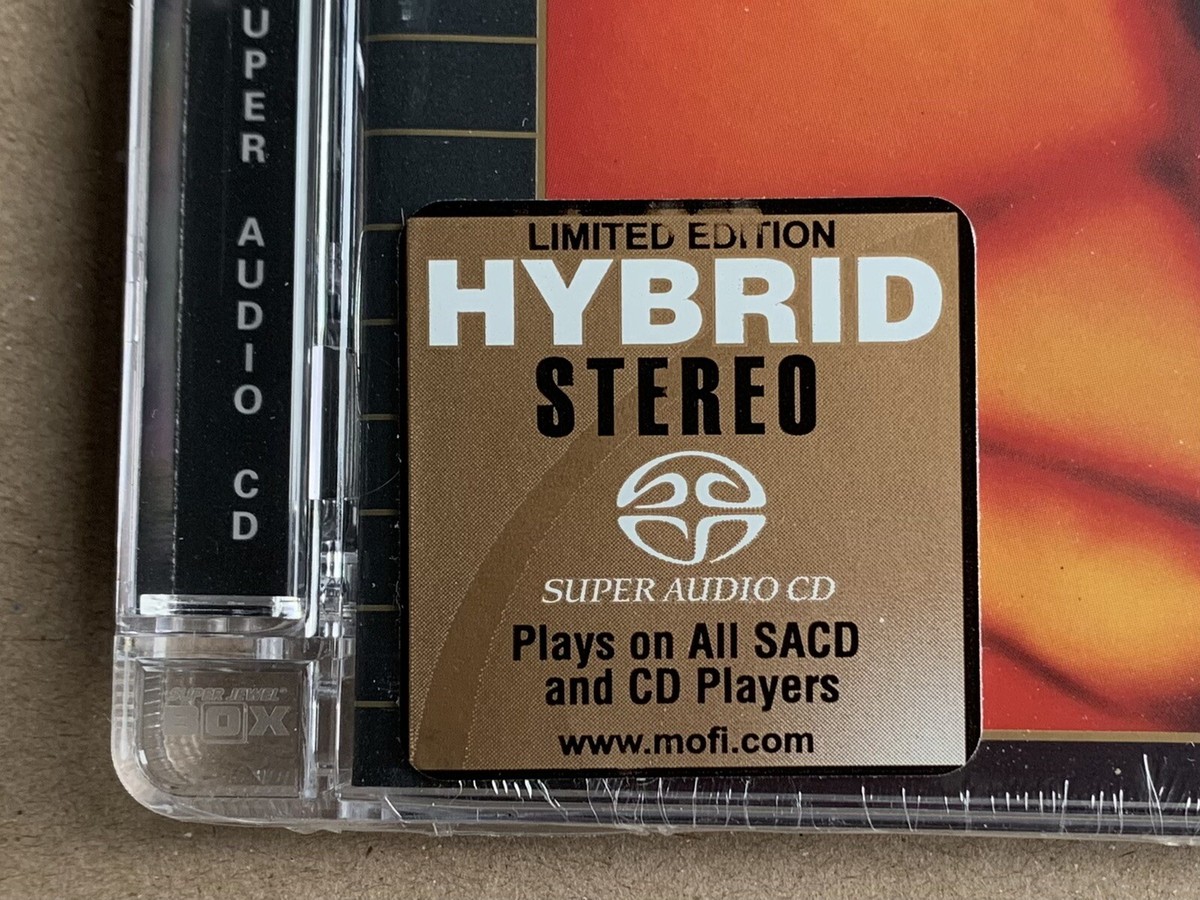 UPER AUDIO CD
LIMITED EDITION
HYBRID
STEREO
SUPER AUDIO CD
Plays on All SACD
and CD Players
www.mofi.com
SUPER JEWEL
BOX